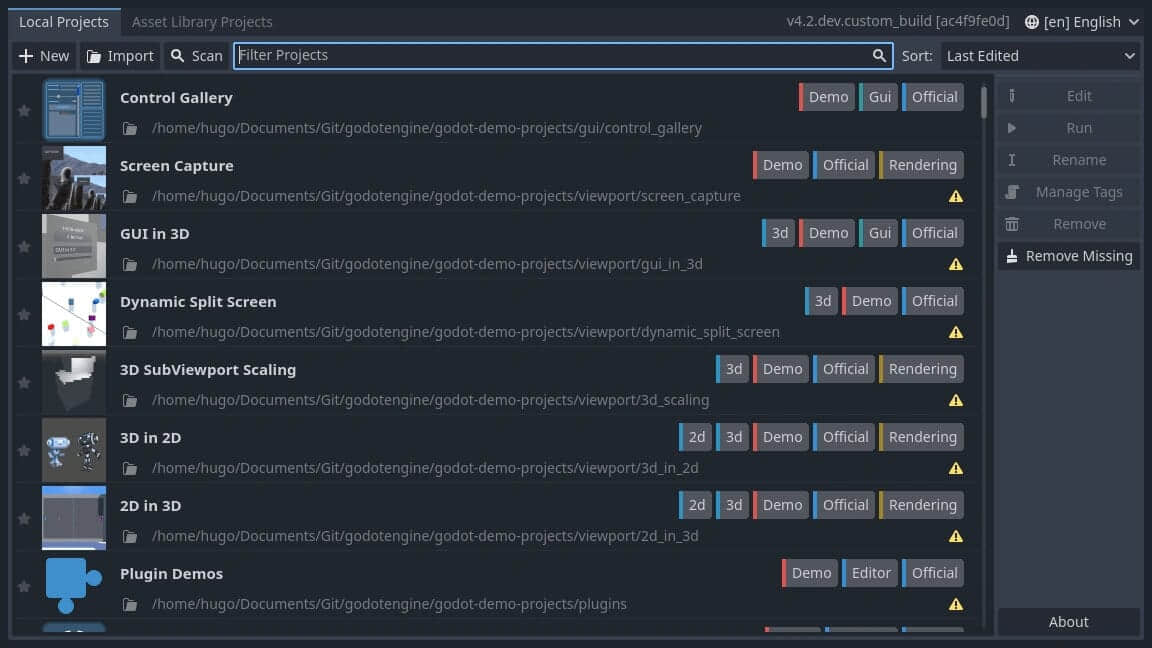 Local Projects Asset Library Projects v4.2.dev.custom_build [ac4f9fe0d] [en] English
New Import Scan Filter Projects Sort: Last Edited
Control Gallery Demo Gui Official
/home/hugo/Documents/Git/godotengine/godot-demo-projects/gui/control_gallery
Screen Capture Demo Official Rendering
/home/hugo/Documents/Git/godotengine/godot-demo-projects/viewport/screen_capture
GUI in 3D 3d Demo Gui Official
/home/hugo/Documents/Git/godotengine/godot-demo-projects/viewport/gui_in_3d
Dynamic Split Screen 3d Demo Official
/home/hugo/Documents/Git/godotengine/godot-demo-projects/viewport/dynamic_split_screen
3D SubViewport Scaling 3d Demo Official Rendering
/home/hugo/Documents/Git/godotengine/godot-demo-projects/viewport/3d_scaling
3D in 2D 2d 3d Demo Official Rendering
/home/hugo/Documents/Git/godotengine/godot-demo-projects/viewport/3d_in_2d
2D in 3D 2d 3d Demo Official Rendering
/home/hugo/Documents/Git/godotengine/godot-demo-projects/viewport/2d_in_3d
Plugin Demos Demo Editor Official
/home/hugo/Documents/Git/godotengine/godot-demo-projects/plugins
Edit
Run
Rename
Manage Tags
Remove
Remove Missing
About